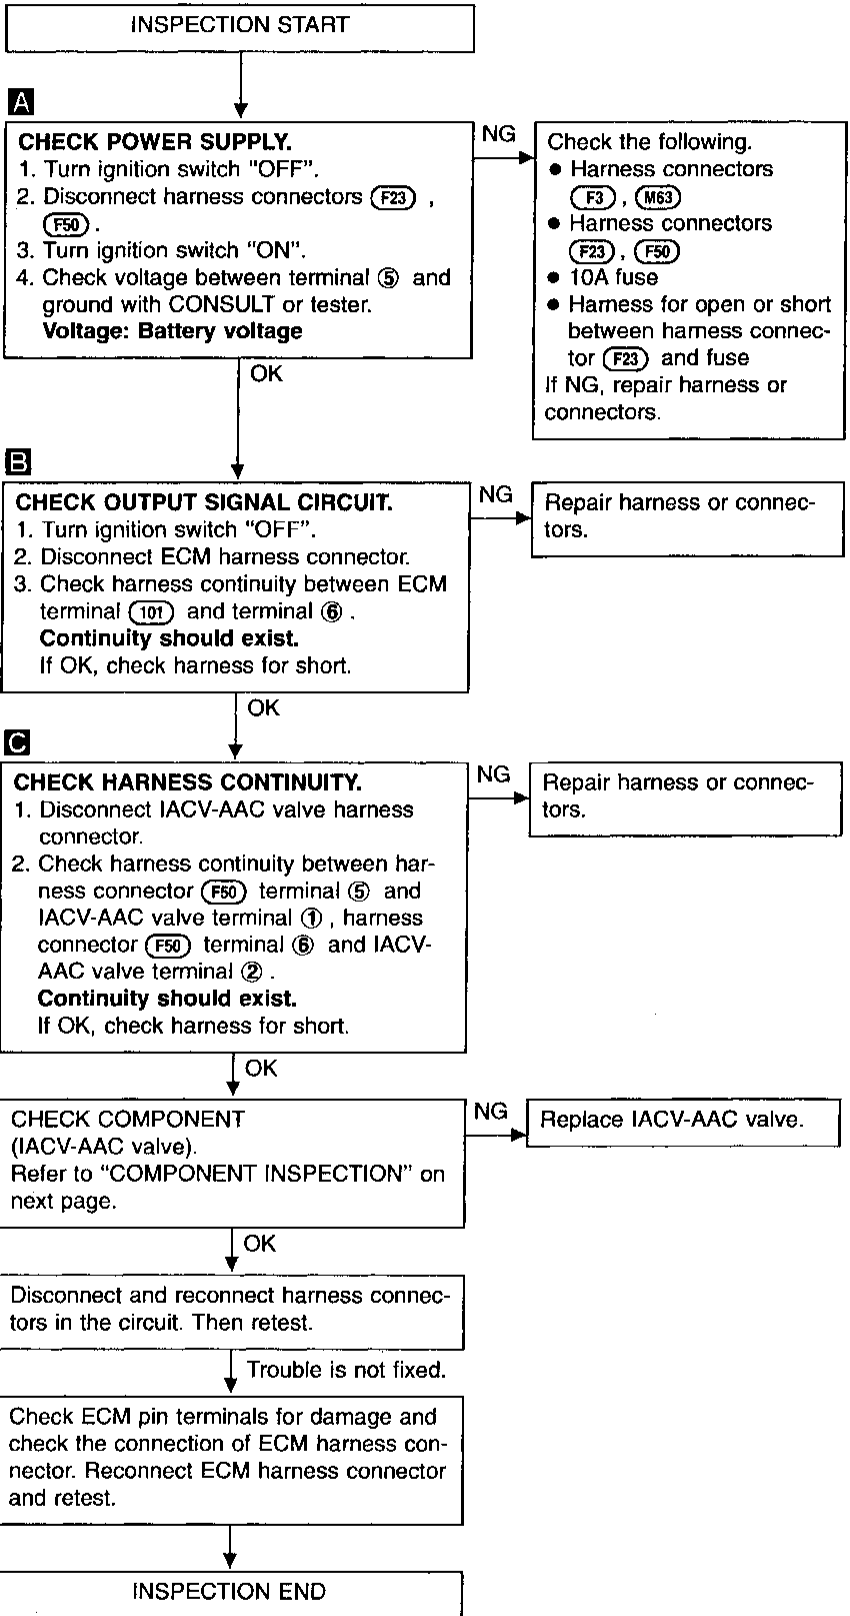 INSPECTION START
A
CHECK POWER SUPPLY.
1. Turn ignition switch "OFF".
2. Disconnect harness connectors F23 ,
F50 .
3. Turn ignition switch "ON".
4. Check voltage between terminal ⑤ and
ground with CONSULT or tester.
Voltage: Battery voltage
NG
Check the following.
● Harness connectors
F3 , M63
● Harness connectors
F23 , F50
● 10A fuse
● Harness for open or short
between harness connec-
tor F23 and fuse
If NG, repair harness or
connectors.
OK
B
CHECK OUTPUT SIGNAL CIRCUIT.
1. Turn ignition switch "OFF".
2. Disconnect ECM harness connector.
3. Check harness continuity between ECM
terminal 101 and terminal ⑥ .
Continuity should exist.
If OK, check harness for short.
NG
Repair harness or connec-
tors.
OK
C
CHECK HARNESS CONTINUITY.
1. Disconnect IACV-AAC valve harness
connector.
2. Check harness continuity between har-
ness connector F50 terminal ⑤ and
IACV-AAC valve terminal ① , harness
connector F50 terminal ⑥ and IACV-
AAC valve terminal ② .
Continuity should exist.
If OK, check harness for short.
NG
Repair harness or connec-
tors.
OK
CHECK COMPONENT
(IACV-AAC valve).
Refer to "COMPONENT INSPECTION" on
next page.
NG
Replace IACV-AAC valve.
OK
Disconnect and reconnect harness connec-
tors in the circuit. Then retest.
Trouble is not fixed.
Check ECM pin terminals for damage and
check the connection of ECM harness con-
nector. Reconnect ECM harness connector
and retest.
INSPECTION END